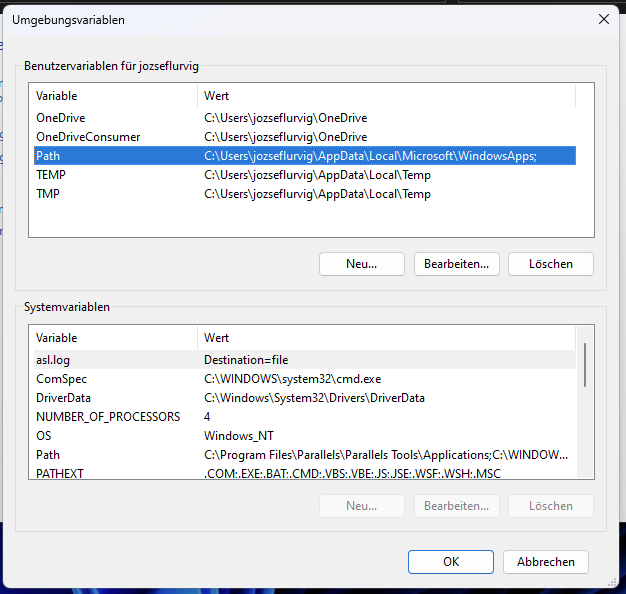 Umgebungsvariablen
Benutzervariablen für jozseflurvig
Variable Wert
OneDrive C:\Users\jozseflurvig\OneDrive
OneDriveConsumer C:\Users\jozseflurvig\OneDrive
Path C:\Users\jozseflurvig\AppData\Local\Microsoft\WindowsApps;
TEMP C:\Users\jozseflurvig\AppData\Local\Temp
TMP C:\Users\jozseflurvig\AppData\Local\Temp
Neu... Bearbeiten... Löschen
Systemvariablen
Variable Wert
asl.log Destination=file
ComSpec C:\WINDOWS\system32\cmd.exe
DriverData C:\Windows\System32\Drivers\DriverData
NUMBER_OF_PROCESSORS 4
OS Windows_NT
Path C:\Program Files\Parallels\Parallels Tools\Applications;C:\WINDOW...
PATHEXT .COM;.EXE;.BAT;.CMD;.VBS;.VBE;.JS;.JSE;.WSF;.WSH;.MSC
Neu... Bearbeiten... Löschen
OK Abbrechen